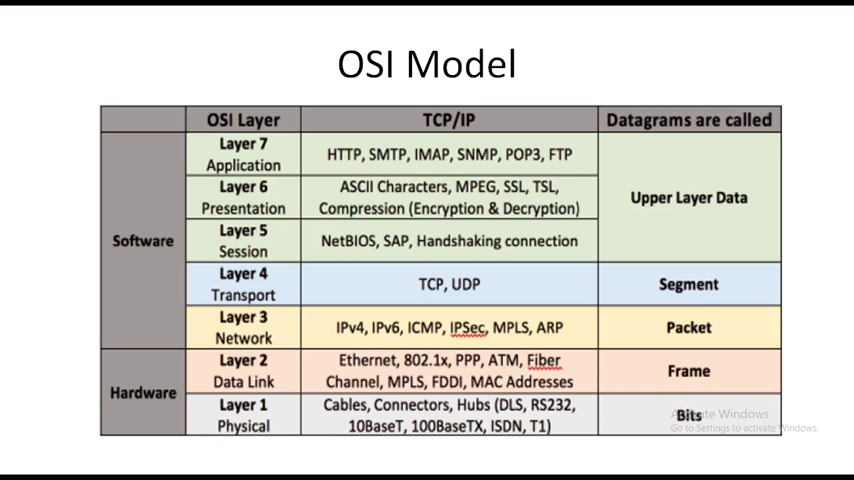 OSI Model
OSI Layer TCP/IP Datagrams are called
Software
Layer 7
Application
HTTP, SMTP, IMAP, SNMP, POP3, FTP
Upper Layer Data
Layer 6
Presentation
ASCII Characters, MPEG, SSL, TSL,
Compression (Encryption & Decryption)
Layer 5
Session
NetBIOS, SAP, Handshaking connection
Layer 4
Transport
TCP, UDP
Segment
Layer 3
Network
IPv4, IPv6, ICMP, IPSec, MPLS, ARP
Packet
Hardware
Layer 2
Data Link
Ethernet, 802.1x, PPP, ATM, Fiber
Channel, MPLS, FDDI, MAC Addresses
Frame
Layer 1
Physical
Cables, Connectors, Hubs (DLS, RS232,
10BaseT, 100BaseTX, ISDN, T1)
Bits
Activate Windows
Go to Settings to activate Windows.